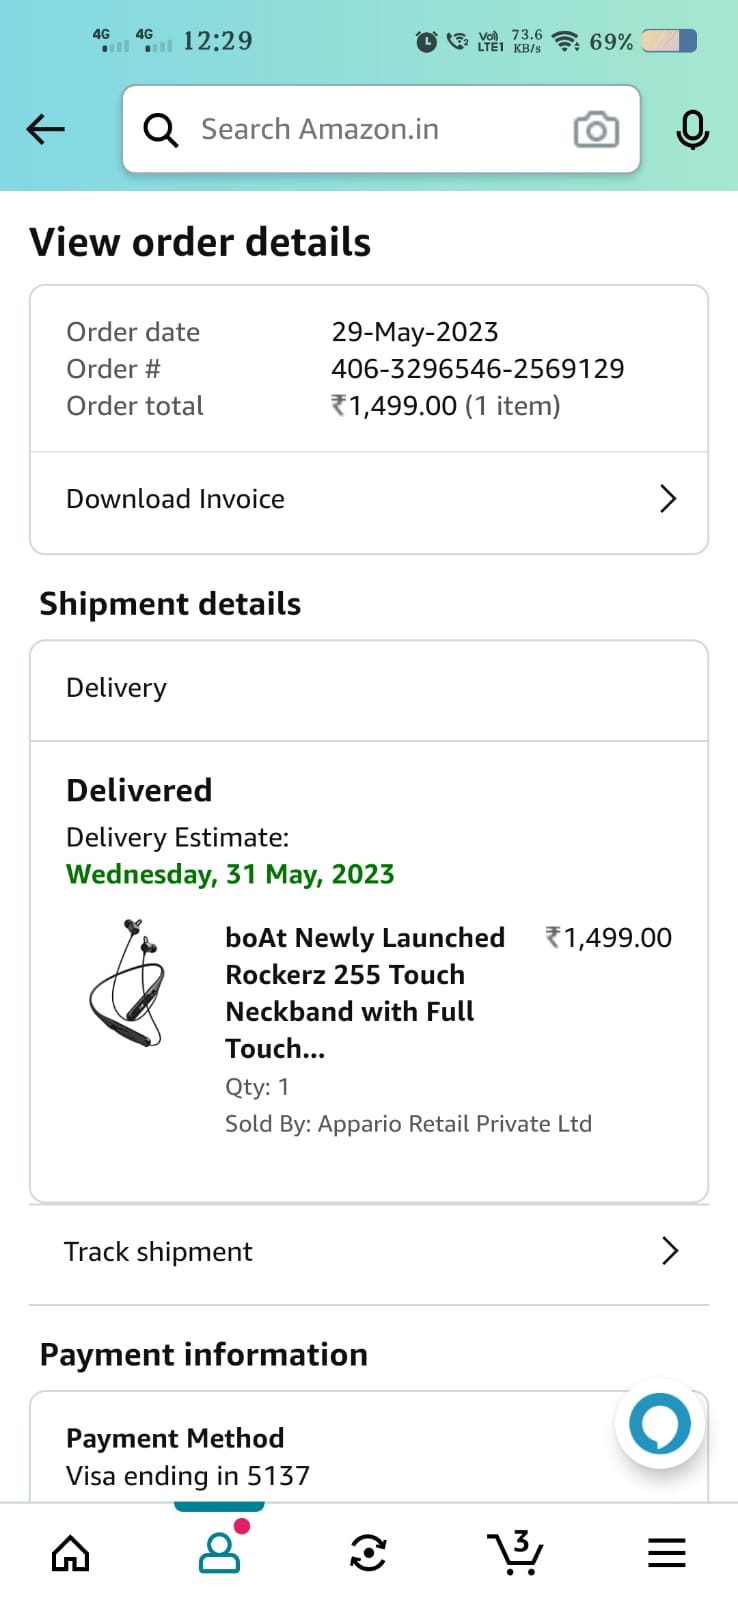 4G 4G 12:29 Vo) LTE1 73.6 KB/s 69%
Search Amazon.in
View order details
Order date 29-May-2023
Order # 406-3296546-2569129
Order total ₹1,499.00 (1 item)
Download Invoice
Shipment details
Delivery
Delivered
Delivery Estimate:
Wednesday, 31 May, 2023
boAt Newly Launched ₹1,499.00
Rockerz 255 Touch
Neckband with Full
Touch...
Qty: 1
Sold By: Appario Retail Private Ltd
Track shipment
Payment information
Payment Method
Visa ending in 5137
3